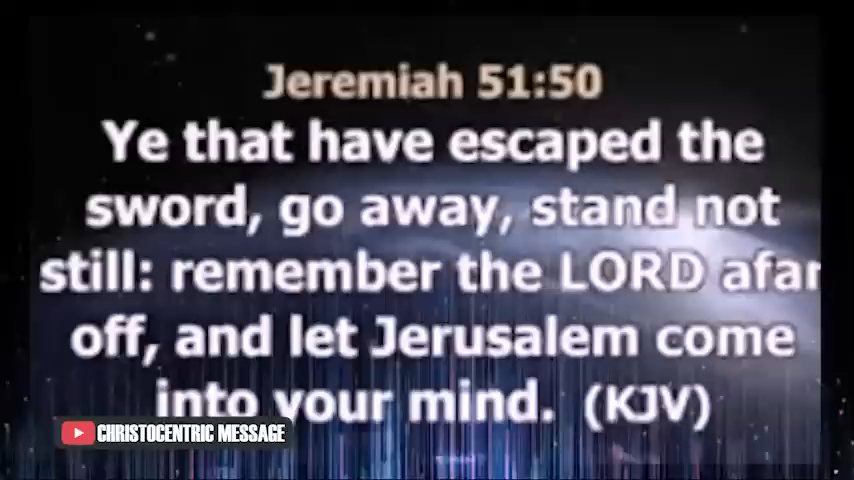 Jeremiah 51:50
Ye that have escaped the
sword, go away, stand not
still: remember the LORD afar
off, and let Jerusalem come
into your mind. (KJV)
CHRISTOCENTRIC MESSAGE